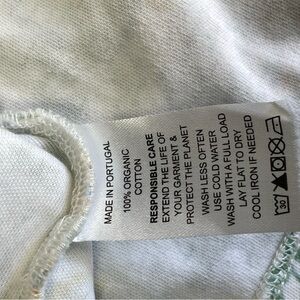 MADE IN PORTUGAL
100% ORGANIC
COTTON
RESPONSIBLE CARE
EXTEND THE LIFE OF
YOUR GARMENT &
PROTECT THE PLANET
WASH LESS OFTEN
USE COLD WATER
WASH WITH A FULL LOAD
LAY FLAT TO DRY
COOL IRON IF NEEDED
30